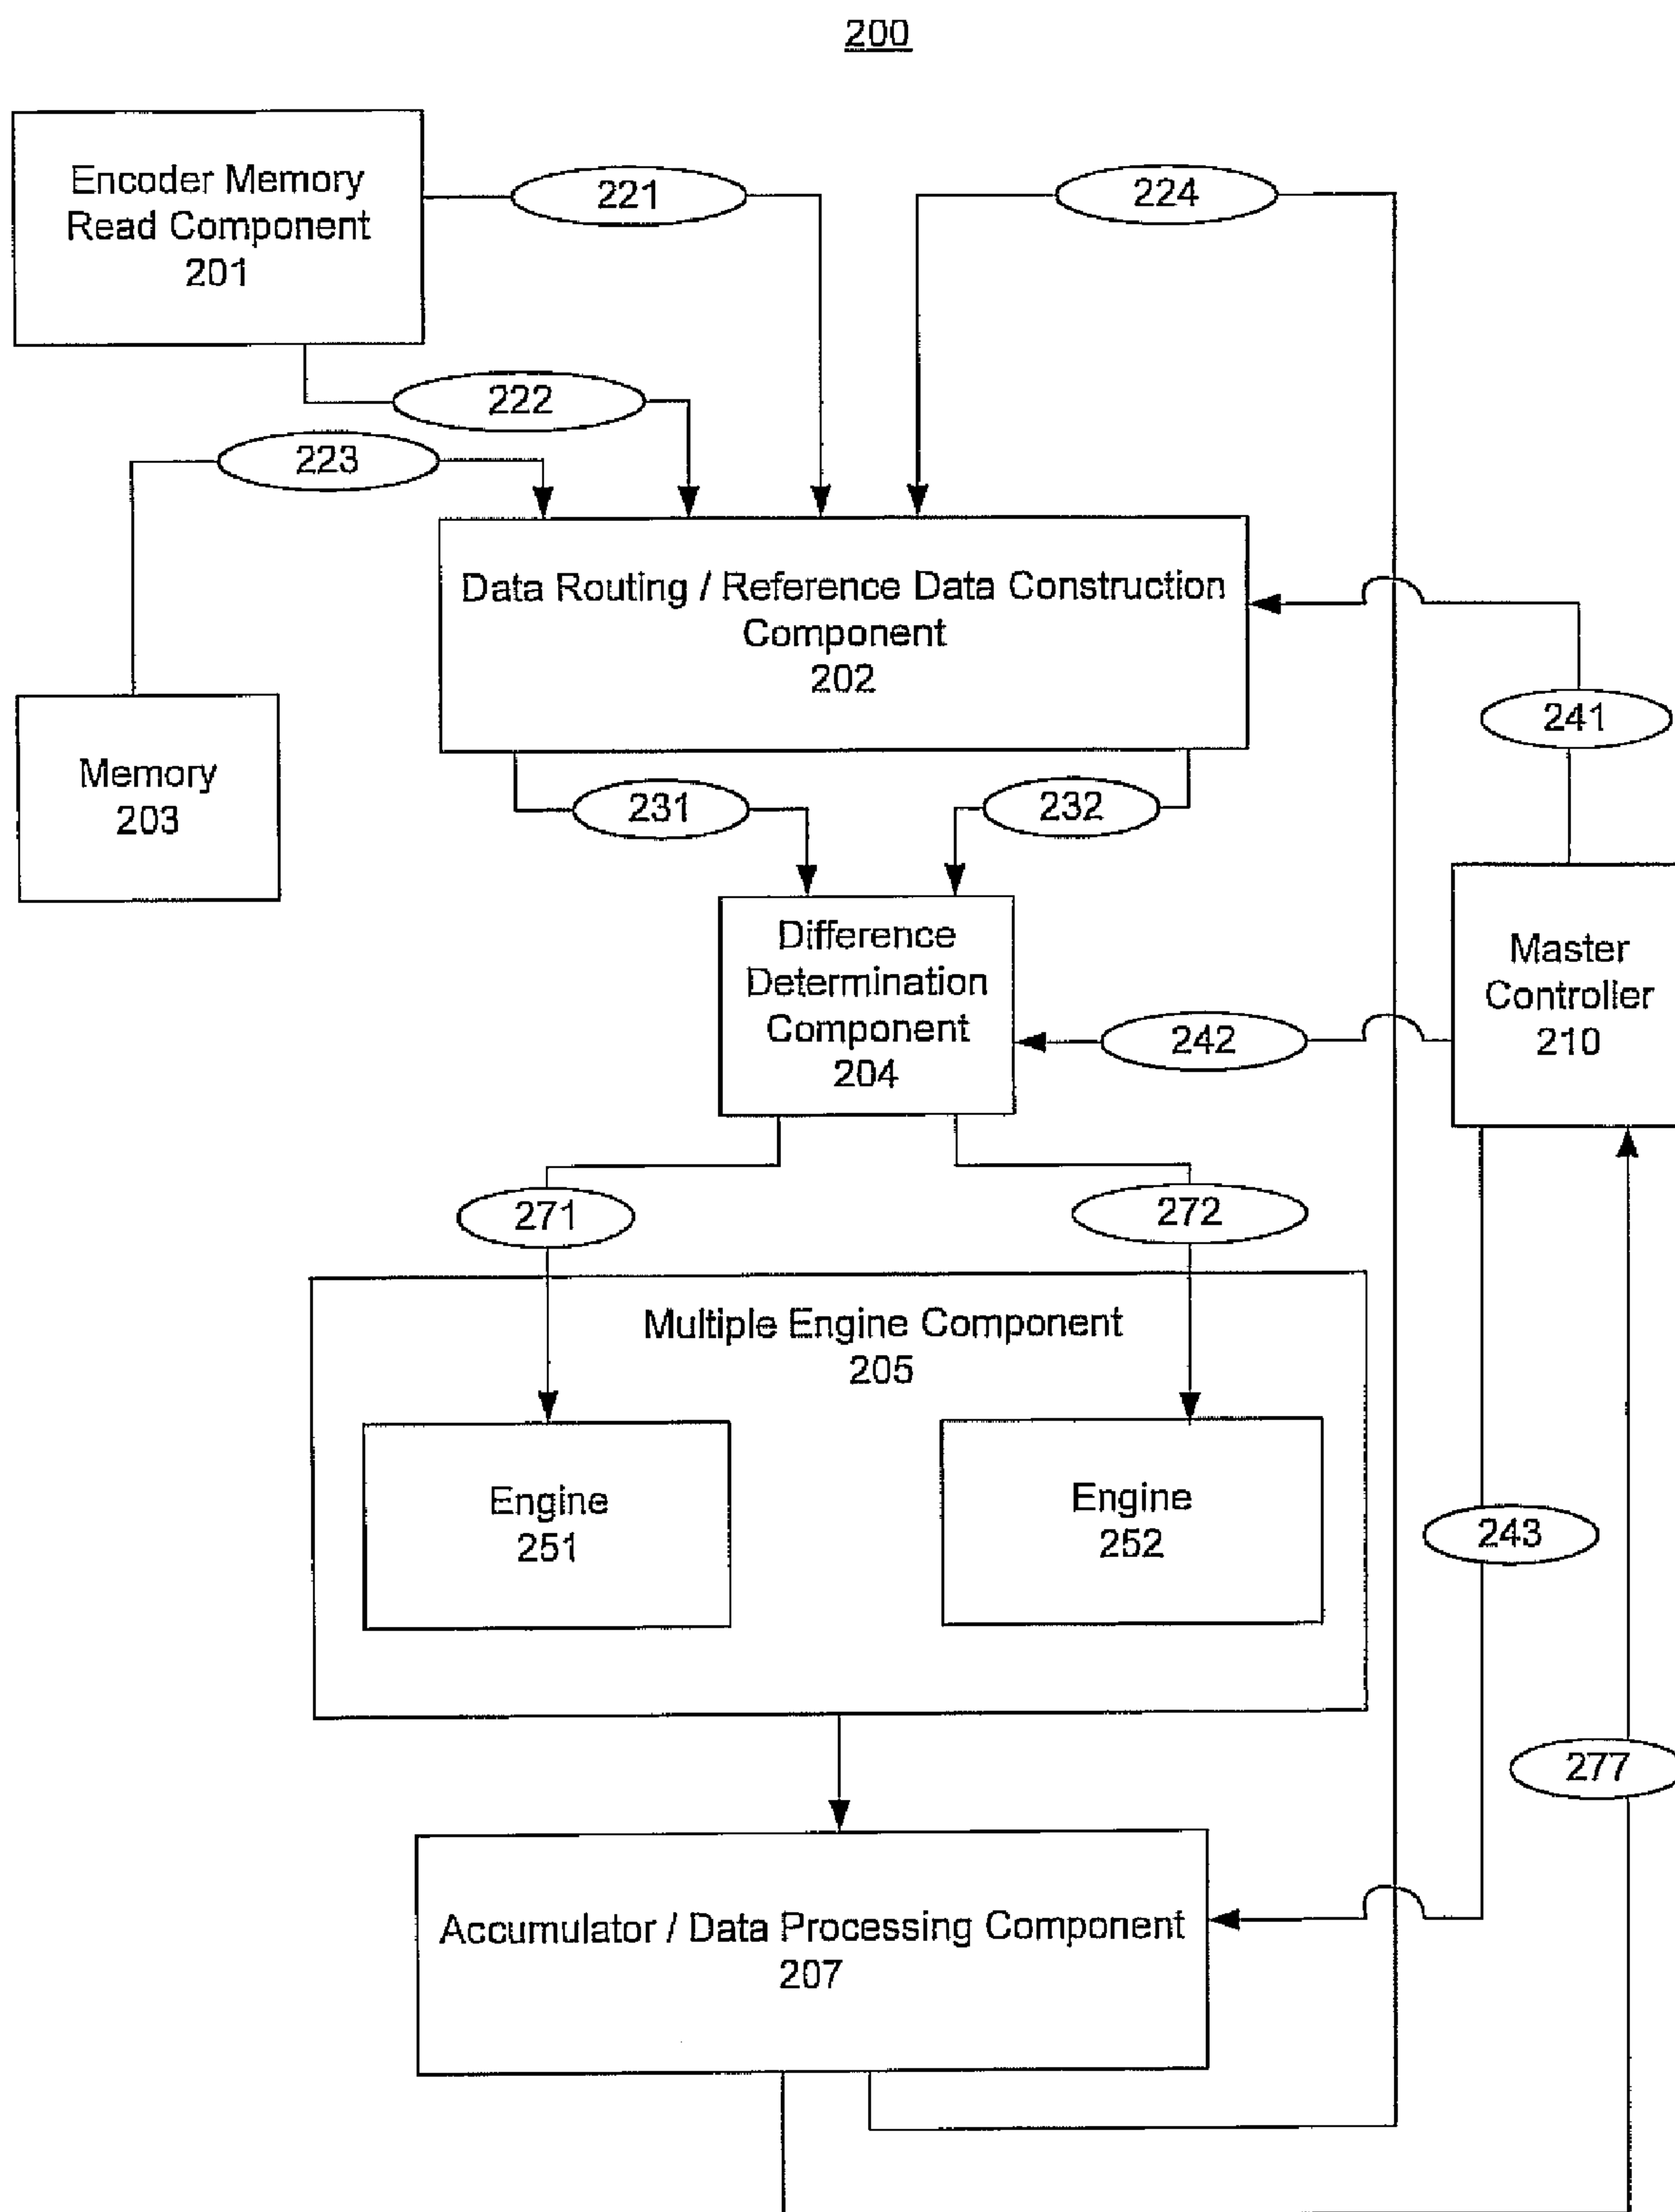 200
Encoder Memory
Read Component
201
221
224
222
223
Data Routing / Reference Data Construction
Component
202
241
Memory
203
231
232
Difference
Determination
Component
204
Master
Controller
210
242
271
272
Multiple Engine Component
205
Engine
251
Engine
252
243
277
Accumulator / Data Processing Component
207